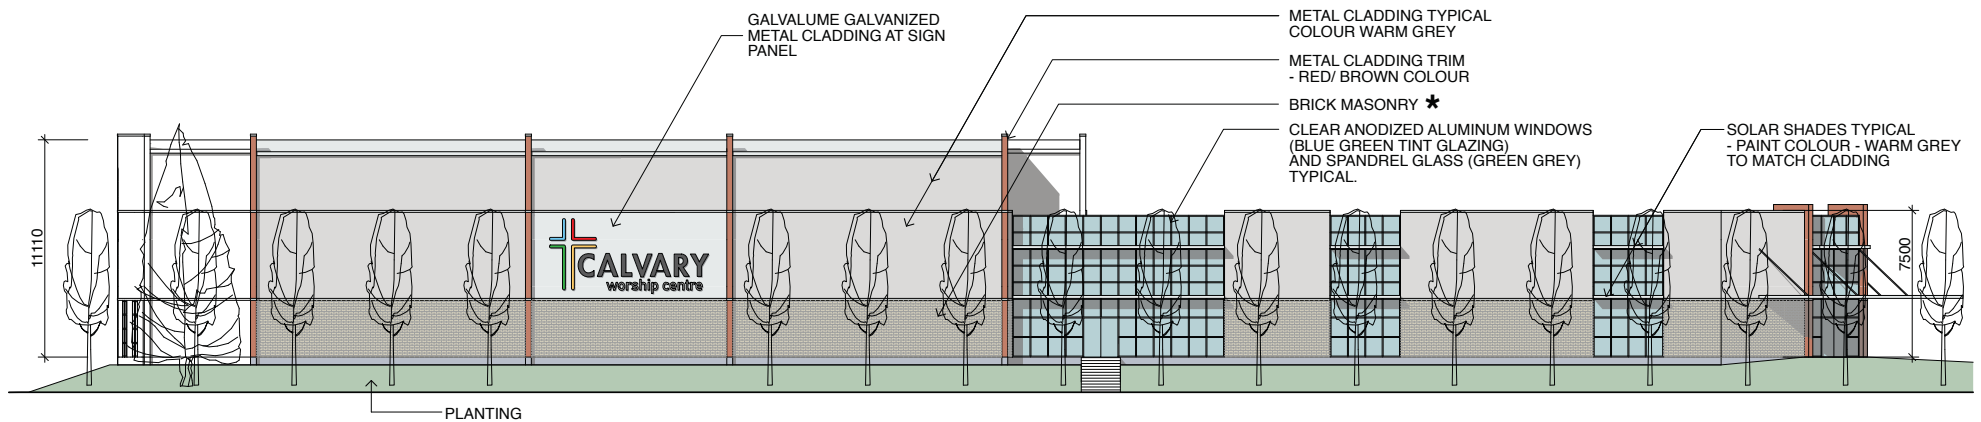 GALVALUME GALVANIZED
METAL CLADDING AT SIGN
PANEL
METAL CLADDING TYPICAL
COLOUR WARM GREY
METAL CLADDING TRIM
- RED/ BROWN COLOUR
BRICK MASONRY *
CLEAR ANODIZED ALUMINUM WINDOWS
(BLUE GREEN TINT GLAZING)
AND SPANDREL GLASS (GREEN GREY)
TYPICAL.
SOLAR SHADES TYPICAL
- PAINT COLOUR - WARM GREY
TO MATCH CLADDING
11110
CALVARY
worship centre
7500
PLANTING